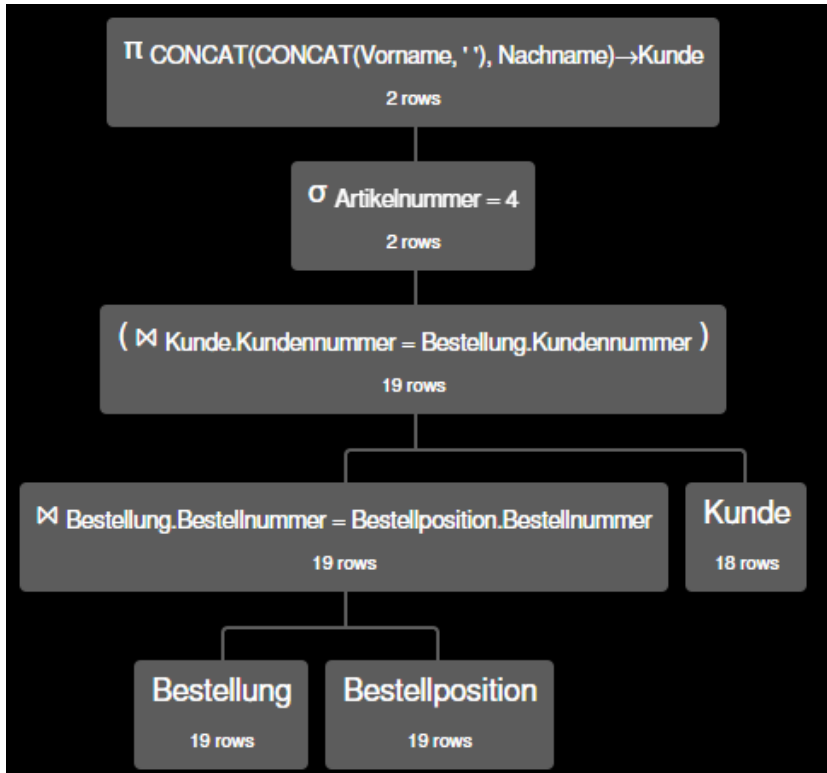 π CONCAT(CONCAT(Vorname, ' '), Nachname)→Kunde
2 rows
σ Artikelnummer = 4
2 rows
( ⋈ Kunde.Kundennummer = Bestellung.Kundennummer )
19 rows
⋈ Bestellung.Bestellnummer = Bestellposition.Bestellnummer
19 rows
Kunde
18 rows
Bestellung
19 rows
Bestellposition
19 rows